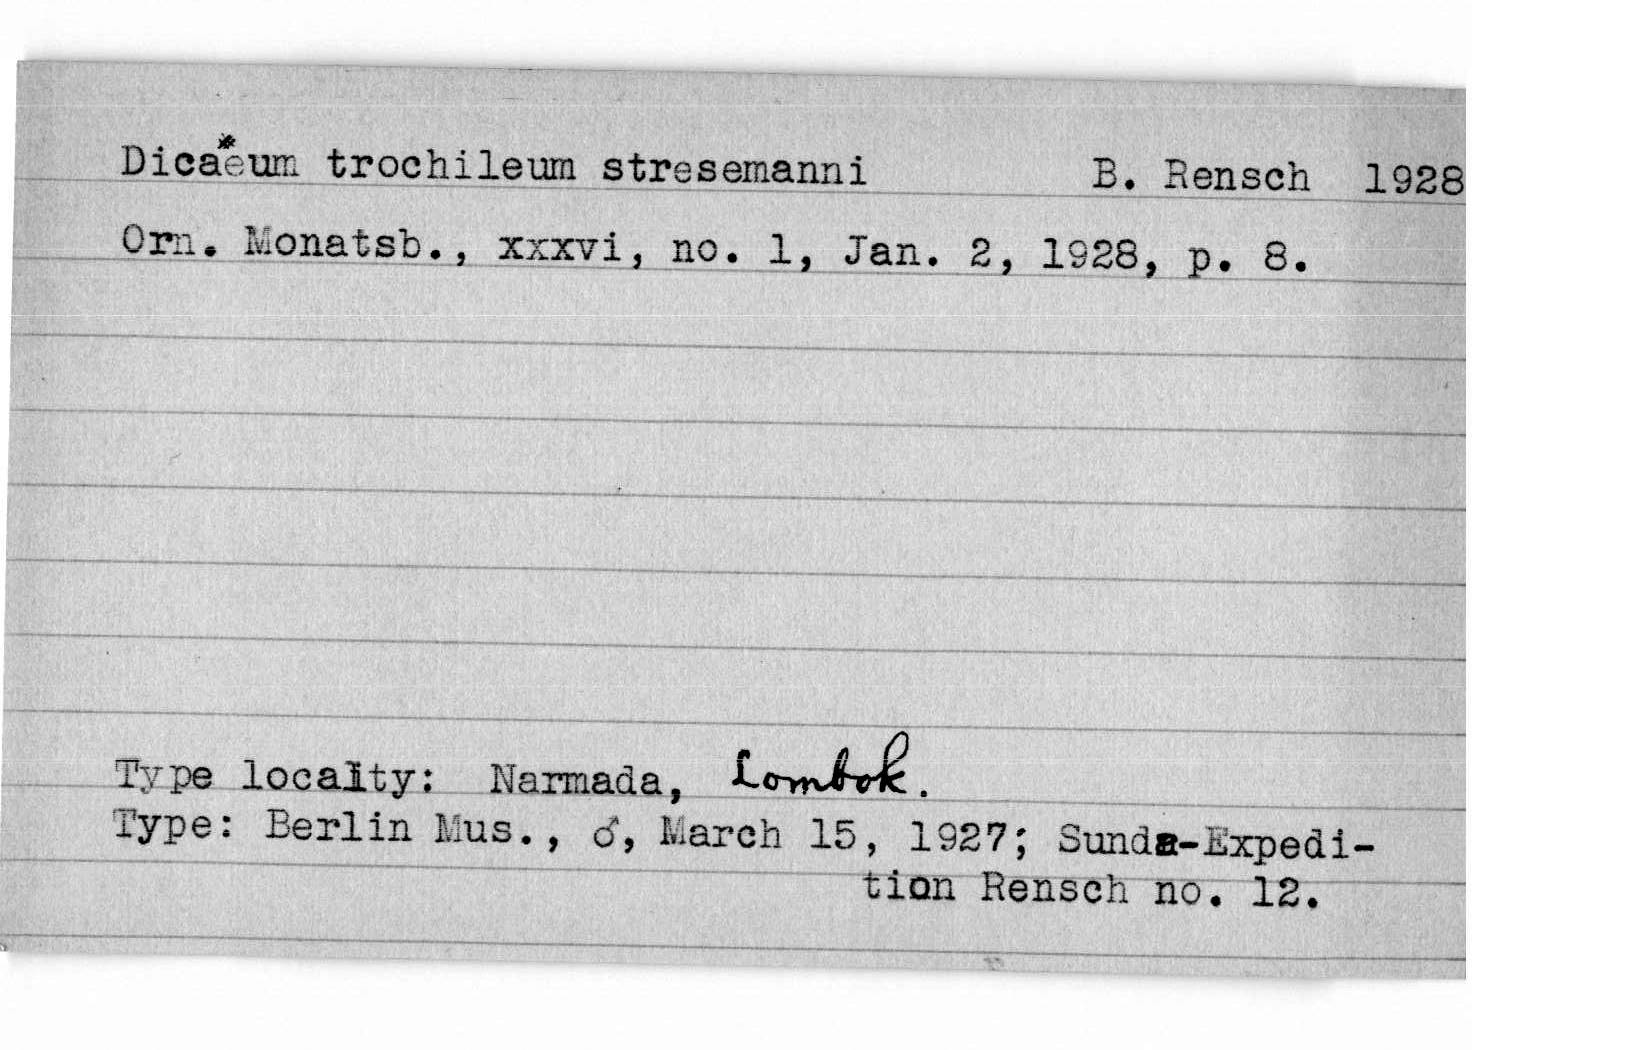 Dicaeum trochileum stresemanni B. Rensch 1928
Orn. Monatsb., xxxvi, no. 1, Jan. 2, 1928, p. 8.
Type locality: Narmada, Lombok.
Type: Berlin Mus., ♂, March 15, 1927; Sunda-Expedi-
tion Rensch no. 12.